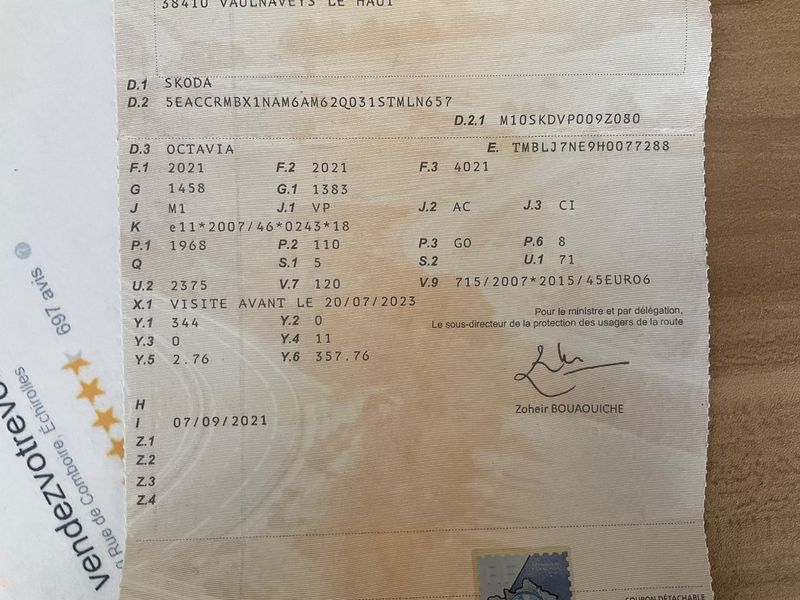 38410 VAULNAVEYS LE HAUT
D.1 SKODA
D.2 5EACCRMBX1NAM6AM62Q031STMLN657
D.2.1 M10SKDVP009Z080
D.3 OCTAVIA E. TMBLJ7NE9H0077288
F.1 2021 F.2 2021 F.3 4021
G 1458 G.1 1383
J M1 J.1 VP J.2 AC J.3 CI
K e11*2007/46*0243*18
P.1 1968 P.2 110 P.3 GO P.6 8
Q S.1 5 S.2 U.1 71
U.2 2375 V.7 120 V.9 715/2007*2015/45EURO6
X.1 VISITE AVANT LE 20/07/2023
Pour le ministre et par délégation,
Le sous-directeur de la protection des usagers de la route
Y.1 344 Y.2 0
Y.3 0 Y.4 11
Y.5 2.76 Y.6 357.76
Zoheir BOUAOUICHE
H
I 07/09/2021
Z.1
Z.2
Z.3
Z.4
COUPON DÉTACHABLE
697 avis
Rue de Comboire, Échirolles
vendezvotrevo